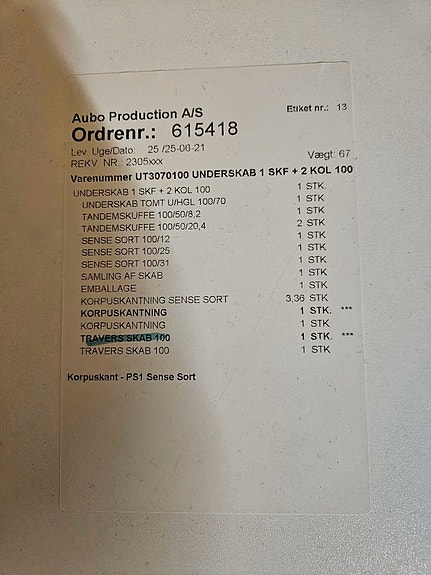 Aubo Production A/S Etiket nr.: 13
Ordrenr.: 615418
Lev. Uge/Dato: 25 /25-06-21
REKV NR.: 2305xxx Vægt: 67
Varenummer UT3070100 UNDERSKAB 1 SKF + 2 KOL 100
UNDERSKAB 1 SKF + 2 KOL 100 1 STK.
UNDERSKAB TOMT U/HGL 100/70 1 STK
TANDEMSKUFFE 100/50/8,2 1 STK
TANDEMSKUFFE 100/50/20,4 2 STK
SENSE SORT 100/12 1 STK
SENSE SORT 100/25 1 STK
SENSE SORT 100/31 1 STK
SAMLING AF SKAB 1 STK
EMBALLAGE 1 STK
KORPUSKANTNING SENSE SORT 3,36 STK
KORPUSKANTNING 1 STK. ***
KORPUSKANTNING 1 STK
TRAVERS SKAB 100 1 STK. ***
TRAVERS SKAB 100 1 STK
Korpuskant - PS1 Sense Sort